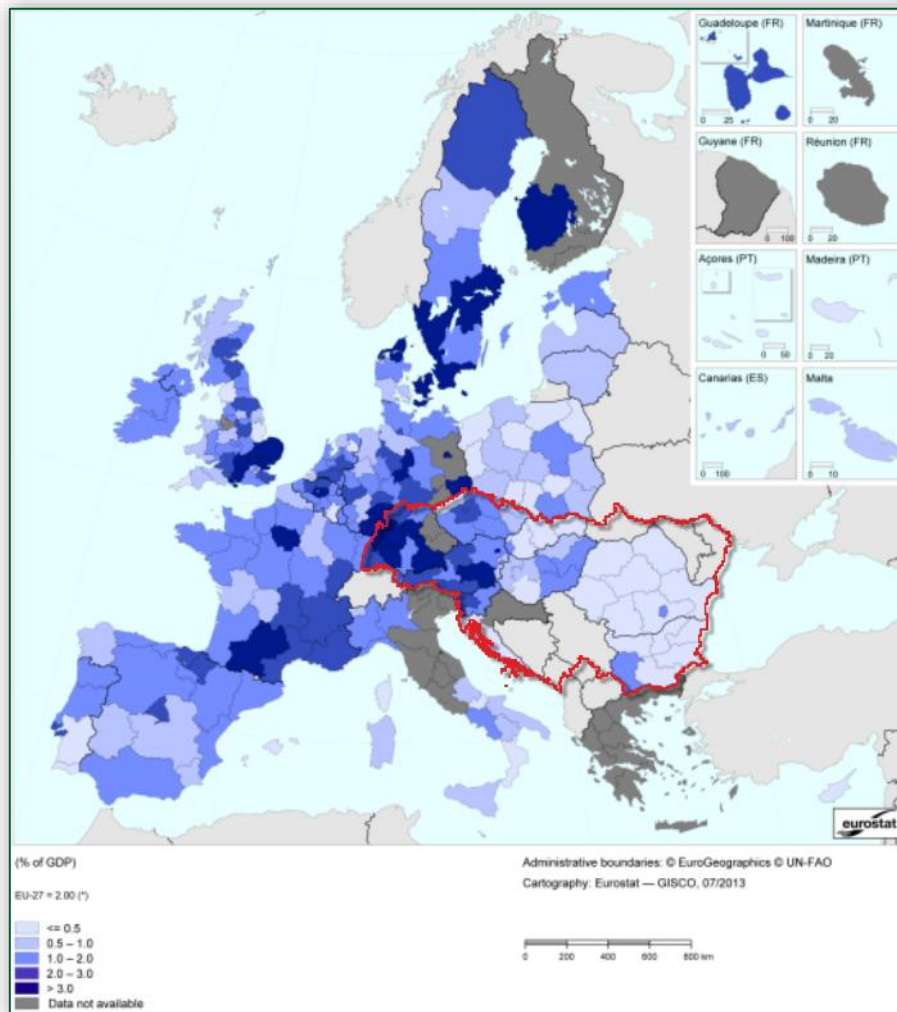 Guadeloupe (FR)
0 25
Martinique (FR)
0 20
Guyane (FR)
0 100
Réunion (FR)
0 20
Açores (PT)
0 50
Madeira (PT)
0 20
Canarias (ES)
0 100
Malta
0 10
eurostat
(% of GDP)
EU-27 = 2.00 (*)
<= 0.5
0.5 – 1.0
1.0 – 2.0
2.0 – 3.0
> 3.0
Data not available
Administrative boundaries: © EuroGeographics © UN-FAO
Cartography: Eurostat — GISCO, 07/2013
0 200 400 600 800 km